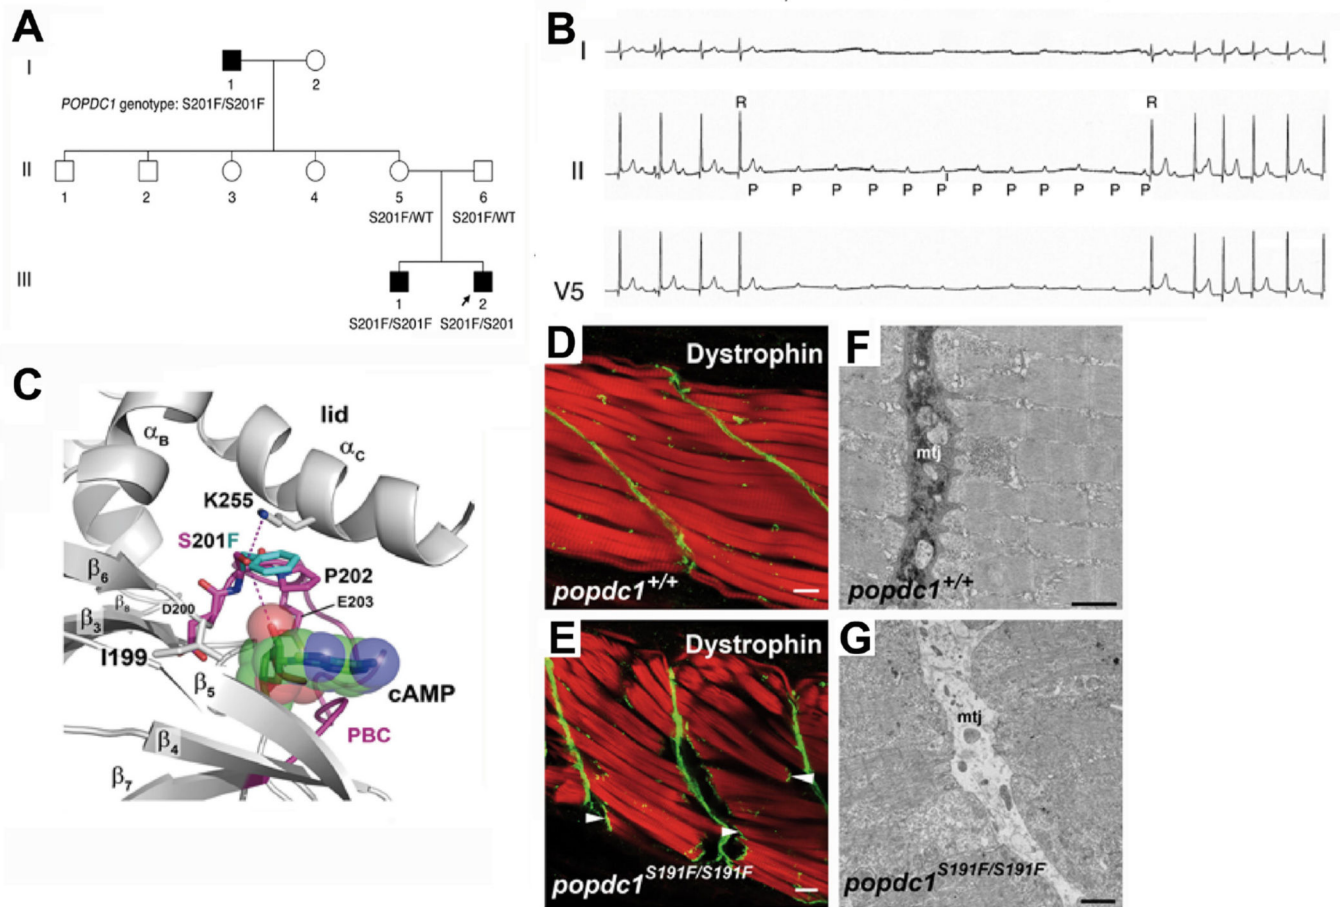 A
I
1
2
POPDC1 genotype: S201F/S201F
II
1
2
3
4
5
6
S201F/WT
S201F/WT
III
1
2
S201F/S201F
S201F/S201
B
I
R
R
II
P P P P P P P P P P P P
V5
C
lid
αB
αC
K255
S201F
β6
P202
β8
D200
E203
β3
I199
β5
cAMP
PBC
β4
β7
D
Dystrophin
popdc1+/+
F
mtj
popdc1+/+
E
Dystrophin
popdc1S191F/S191F
G
mtj
popdc1S191F/S191F